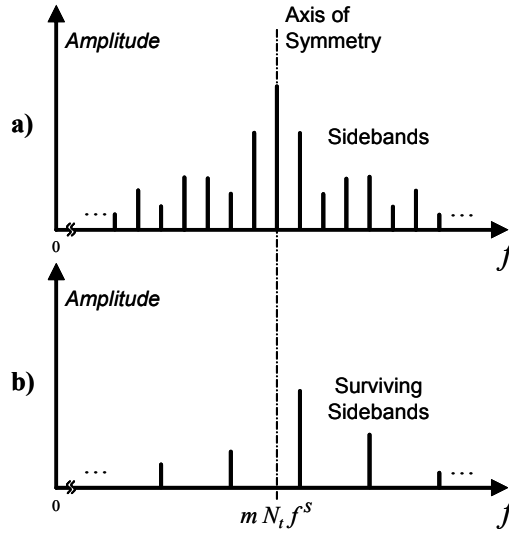 Axis of
Symmetry
Amplitude
a)
Sidebands
...
...
0
f
Amplitude
b)
Surviving
Sidebands
...
...
0
m N_t f^s
f